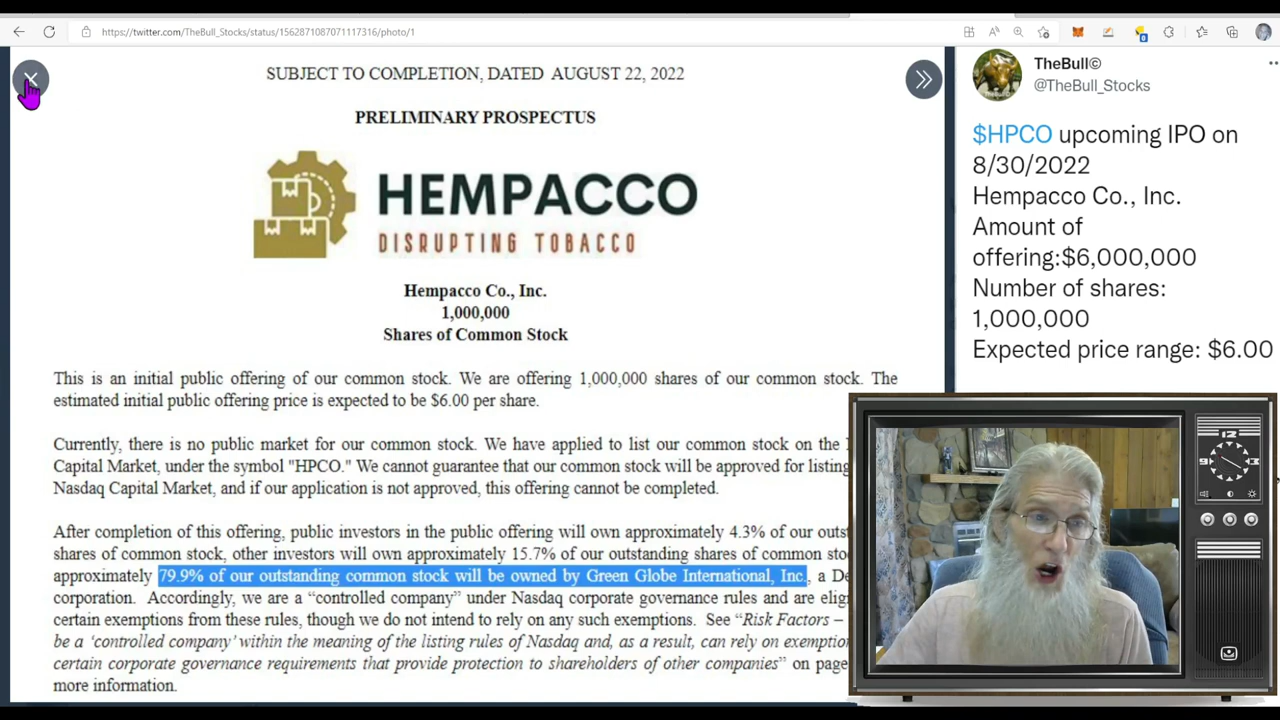 https://twitter.com/TheBull_Stocks/status/1562871087071117316/photo/1
SUBJECT TO COMPLETION, DATED AUGUST 22, 2022
PRELIMINARY PROSPECTUS
HEMPACCO
DISRUPTING TOBACCO
Hempacco Co., Inc.
1,000,000
Shares of Common Stock
This is an initial public offering of our common stock. We are offering 1,000,000 shares of our common stock. The
estimated initial public offering price is expected to be $6.00 per share.
Currently, there is no public market for our common stock. We have applied to list our common stock on the
Capital Market, under the symbol "HPCO." We cannot guarantee that our common stock will be approved for listing
Nasdaq Capital Market, and if our application is not approved, this offering cannot be completed.
After completion of this offering, public investors in the public offering will own approximately 4.3% of our
shares of common stock, other investors will own approximately 15.7% of our outstanding shares of common
approximately 79.9% of our outstanding common stock will be owned by Green Globe International, Inc., a
corporation. Accordingly, we are a “controlled company” under Nasdaq corporate governance rules and are
certain exemptions from these rules, though we do not intend to rely on any such exemptions. See “Risk Factors –
be a ‘controlled company’ within the meaning of the listing rules of Nasdaq and, as a result, can rely on
certain corporate governance requirements that provide protection to shareholders of other companies” on page
more information.
TheBull©
@TheBull_Stocks
$HPCO upcoming IPO on
8/30/2022
Hempacco Co., Inc.
Amount of
offering:$6,000,000
Number of shares:
1,000,000
Expected price range: $6.00
12
9
3